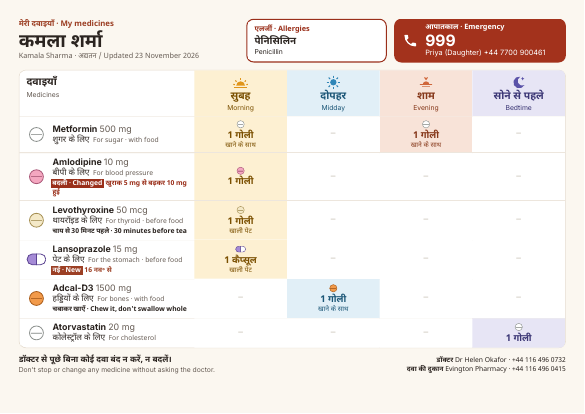 मेरी दवाइयाँ · My medicines
कमला शर्मा
Kamala Sharma · अद्यतन / Updated 23 November 2026
एलर्जी · Allergies
पेनिसिलिन
Penicillin
आपातकाल · Emergency
999
Priya (Daughter) +44 7700 900461
दवाइयाँ
Medicines
सुबह
Morning
दोपहर
Midday
शाम
Evening
सोने से पहले
Bedtime
Metformin 500 mg
शुगर के लिए For sugar · with food
1 गोली
खाने के साथ
–
1 गोली
खाने के साथ
–
Amlodipine 10 mg
बीपी के लिए For blood pressure
बदली · Changed खुराक 5 mg से बढ़कर 10 mg
हुई
1 गोली
–
–
–
Levothyroxine 50 mcg
थायरॉइड के लिए For thyroid · before food
चाय से 30 मिनट पहले · 30 minutes before tea
1 गोली
खाली पेट
–
–
–
Lansoprazole 15 mg
पेट के लिए For the stomach · before food
नई · New 16 नव॰ से
1 कैप्सूल
खाली पेट
–
–
–
Adcal-D3 1500 mg
हड्डियों के लिए For bones · with food
चबाकर खाएँ · Chew it, don't swallow whole
–
1 गोली
खाने के साथ
–
–
Atorvastatin 20 mg
कोलेस्ट्रॉल के लिए For cholesterol
–
–
–
1 गोली
डॉक्टर से पूछे बिना कोई दवा बंद न करें, न बदलें।
Don't stop or change any medicine without asking the doctor.
डॉक्टर Dr Helen Okafor · +44 116 496 0732
दवा की दुकान Evington Pharmacy · +44 116 496 0415